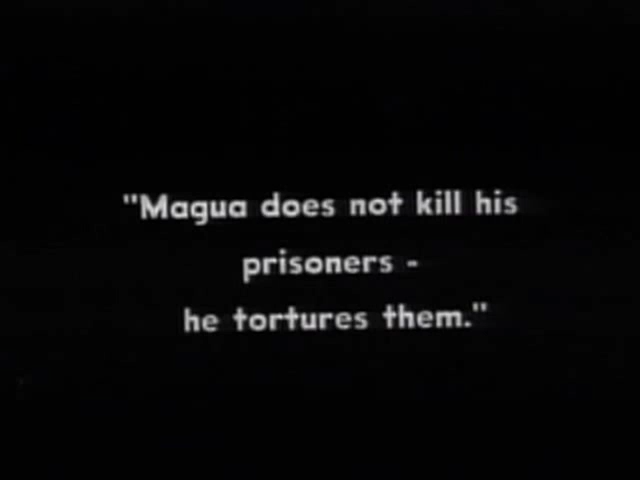 "Magua does not kill his
prisoners -
he tortures them."